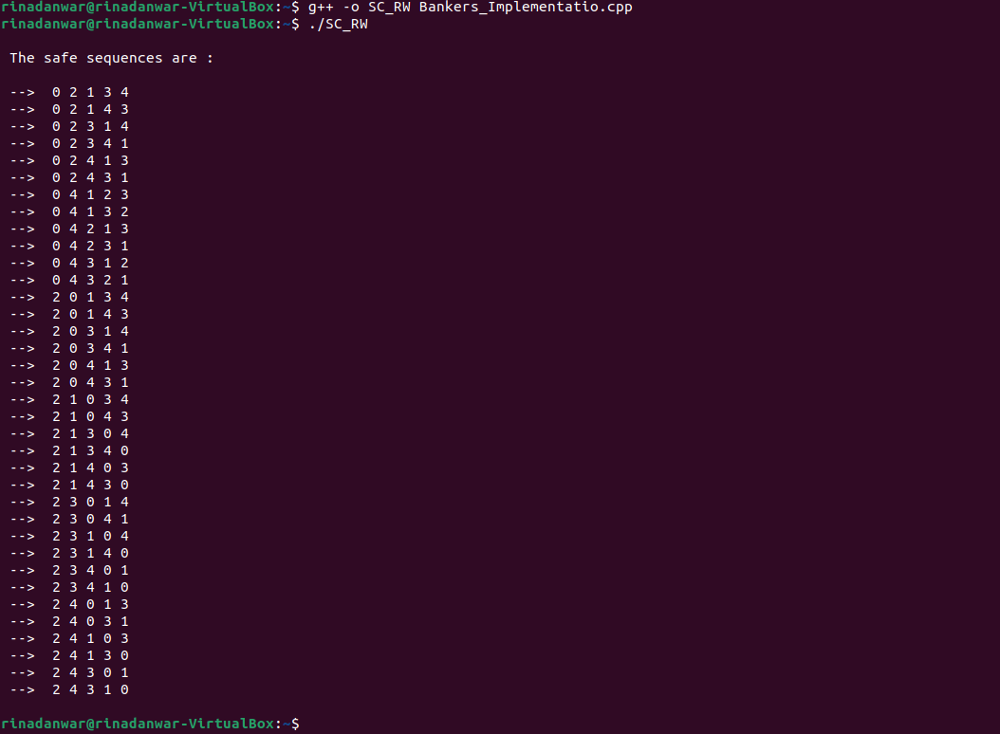 rinadanwar@rinadanwar-VirtualBox:~$ g++ -o SC_RW Bankers_Implementatio.cpp
rinadanwar@rinadanwar-VirtualBox:~$ ./SC_RW
The safe sequences are :
-->  0 2 1 3 4
-->  0 2 1 4 3
-->  0 2 3 1 4
-->  0 2 3 4 1
-->  0 2 4 1 3
-->  0 2 4 3 1
-->  0 4 1 2 3
-->  0 4 1 3 2
-->  0 4 2 1 3
-->  0 4 2 3 1
-->  0 4 3 1 2
-->  0 4 3 2 1
-->  2 0 1 3 4
-->  2 0 1 4 3
-->  2 0 3 1 4
-->  2 0 3 4 1
-->  2 0 4 1 3
-->  2 0 4 3 1
-->  2 1 0 3 4
-->  2 1 0 4 3
-->  2 1 3 0 4
-->  2 1 3 4 0
-->  2 1 4 0 3
-->  2 1 4 3 0
-->  2 3 0 1 4
-->  2 3 0 4 1
-->  2 3 1 0 4
-->  2 3 1 4 0
-->  2 3 4 0 1
-->  2 3 4 1 0
-->  2 4 0 1 3
-->  2 4 0 3 1
-->  2 4 1 0 3
-->  2 4 1 3 0
-->  2 4 3 0 1
-->  2 4 3 1 0
rinadanwar@rinadanwar-VirtualBox:~$